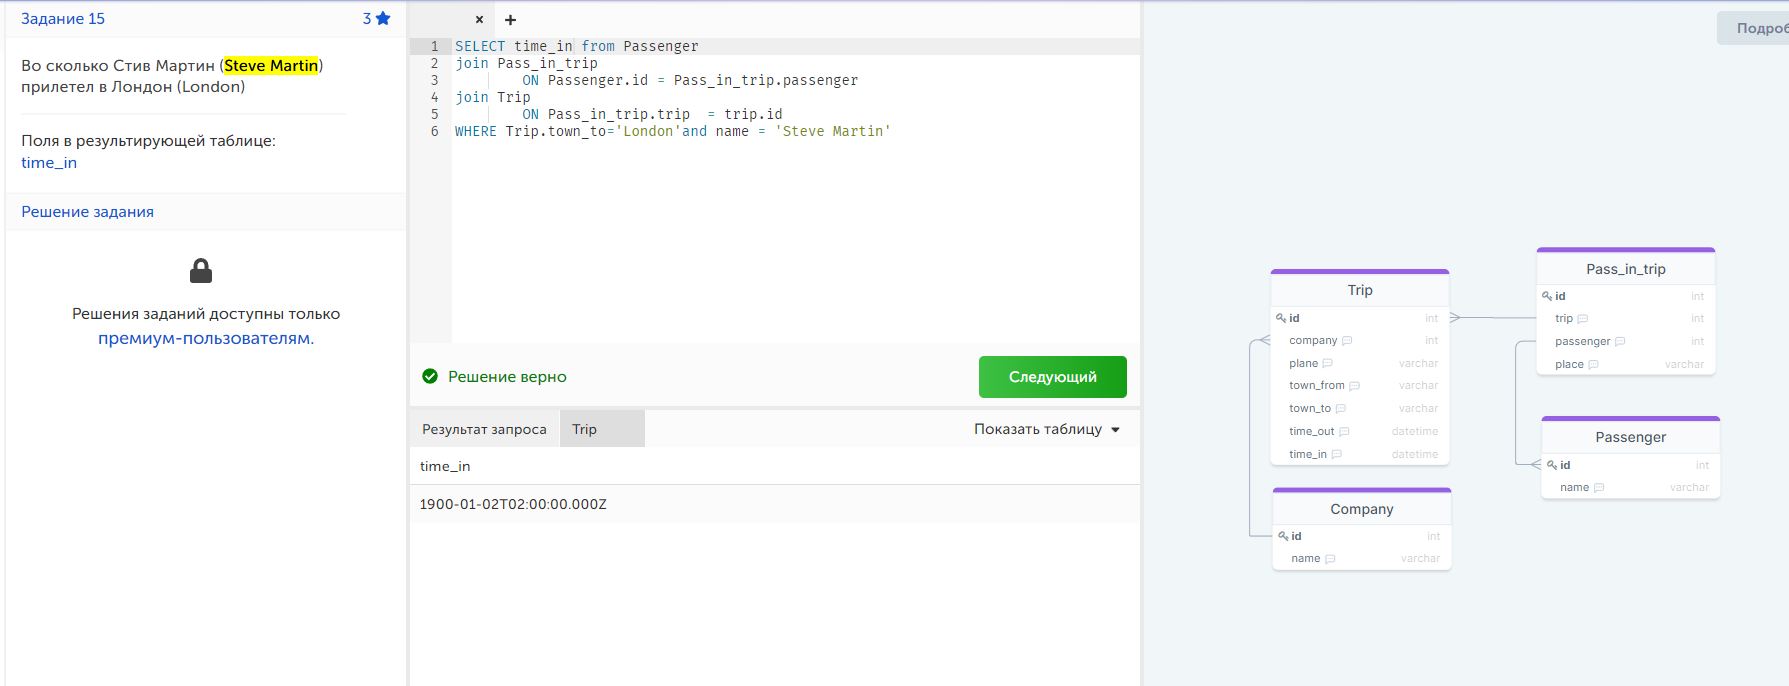 Задание 15
3
Во сколько Стив Мартин (Steve Martin)
прилетел в Лондон (London)
Поля в результирующей таблице:
time_in
Решение задания
Решения заданий доступны только
премиум-пользователям.
× +
1 SELECT time_in from Passenger
2 join Pass_in_trip
3 ON Passenger.id = Pass_in_trip.passenger
4 join Trip
5 ON Pass_in_trip.trip  = trip.id
6 WHERE Trip.town_to='London'and name = 'Steve Martin'
Решение верно
Следующий
Результат запроса Trip Показать таблицу
time_in
1900-01-02T02:00:00.000Z
Подроб
Trip
id int
company int
plane varchar
town_from varchar
town_to varchar
time_out datetime
time_in datetime
Company
id int
name varchar
Pass_in_trip
id int
trip int
passenger int
place varchar
Passenger
id int
name varchar